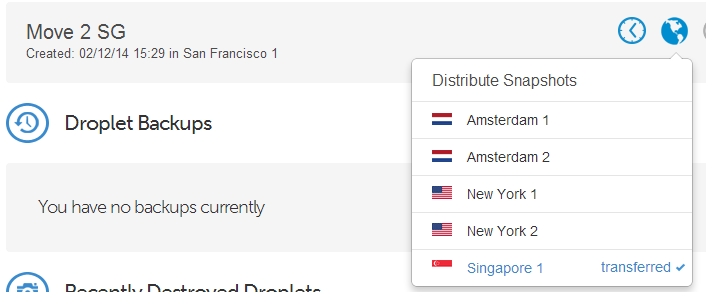 Move 2 SG
Created: 02/12/14 15:29 in San Francisco 1
Distribute Snapshots
Amsterdam 1
Amsterdam 2
New York 1
New York 2
Singapore 1 transferred
Droplet Backups
You have no backups currently
Recently Destroyed Droplets